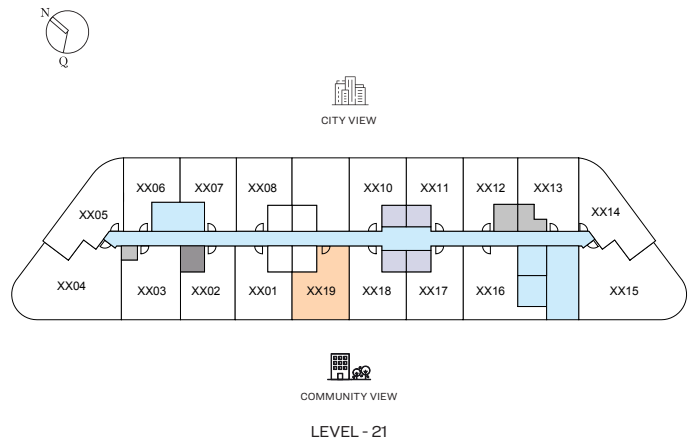 N
Q
CITY VIEW
XX05
XX06
XX07
XX08
XX10
XX11
XX12
XX13
XX14
XX04
XX03
XX02
XX01
XX19
XX18
XX17
XX16
XX15
COMMUNITY VIEW
LEVEL - 21